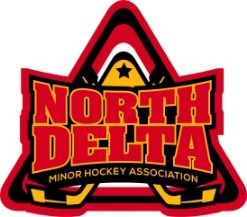 NORTH
DELTA
MINOR HOCKEY ASSOCIATION